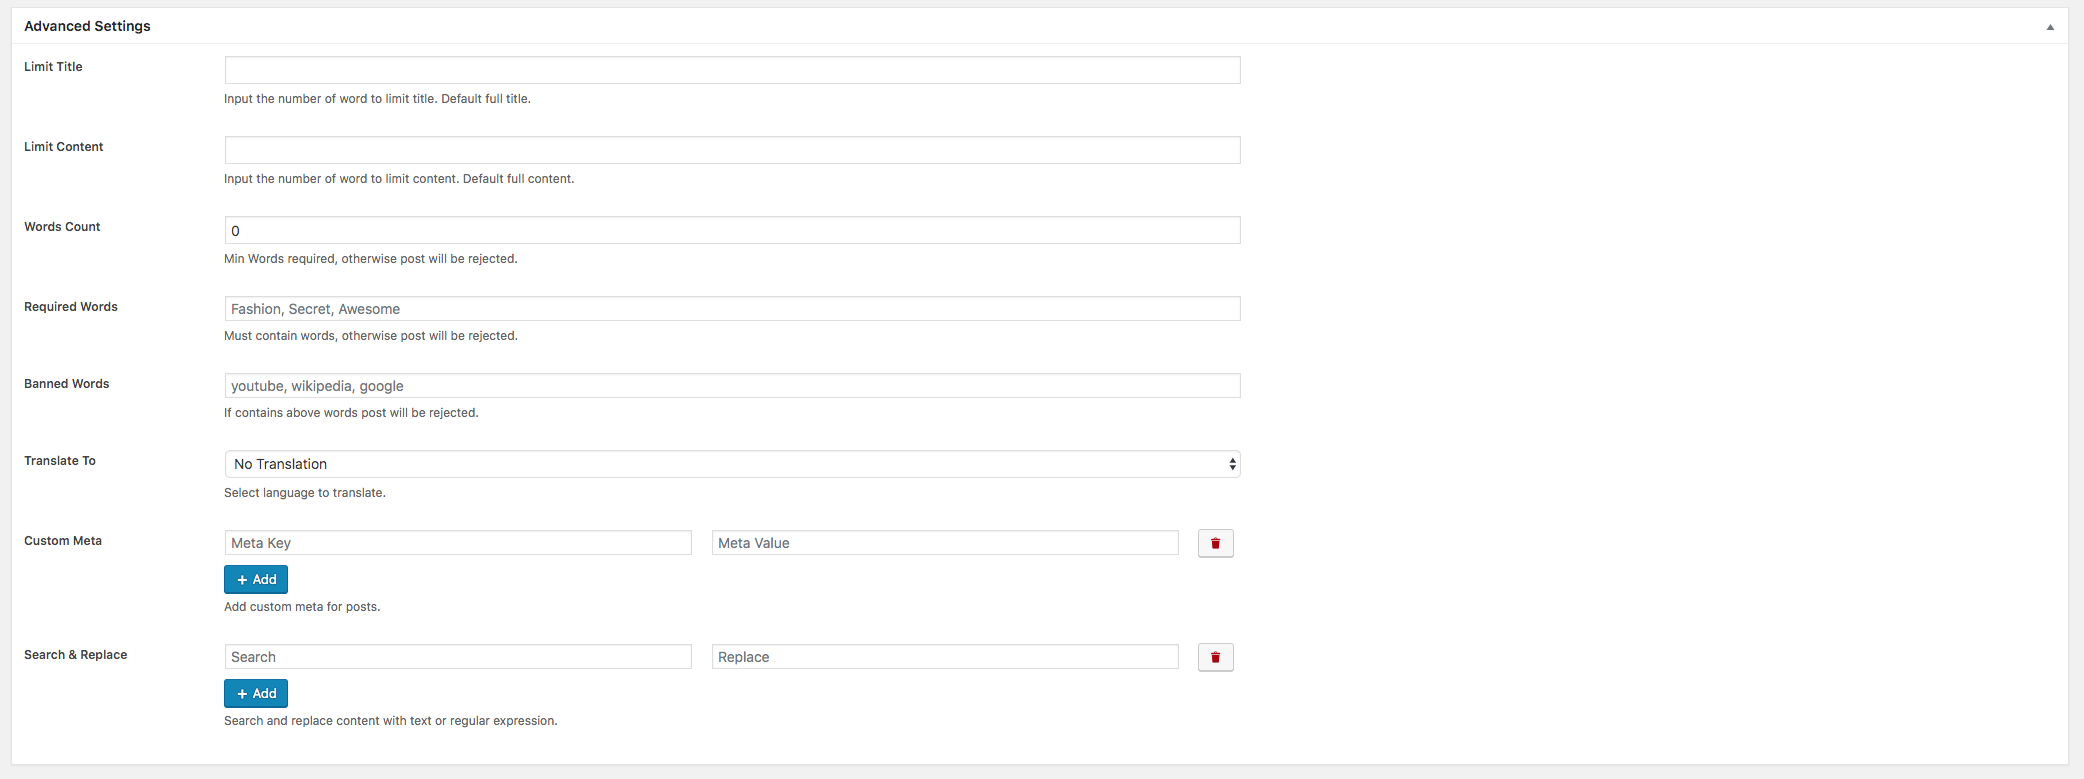 Advanced Settings
Limit Title
Input the number of word to limit title. Default full title.
Limit Content
Input the number of word to limit content. Default full content.
Words Count
0
Min Words required, otherwise post will be rejected.
Required Words
Fashion, Secret, Awesome
Must contain words, otherwise post will be rejected.
Banned Words
youtube, wikipedia, google
If contains above words post will be rejected.
Translate To
No Translation
Select language to translate.
Custom Meta
Meta Key
Meta Value
+ Add
Add custom meta for posts.
Search & Replace
Search
Replace
+ Add
Search and replace content with text or regular expression.